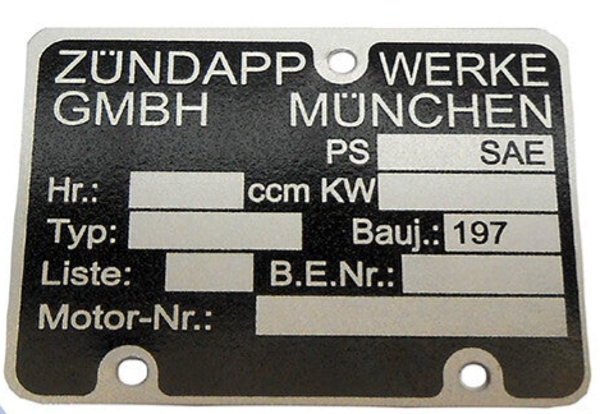 ZÜNDAPP WERKE
GMBH MÜNCHEN
PS SAE
Hr.: ccm KW
Typ: Bauj.: 197
Liste: B.E.Nr.:
Motor-Nr.: